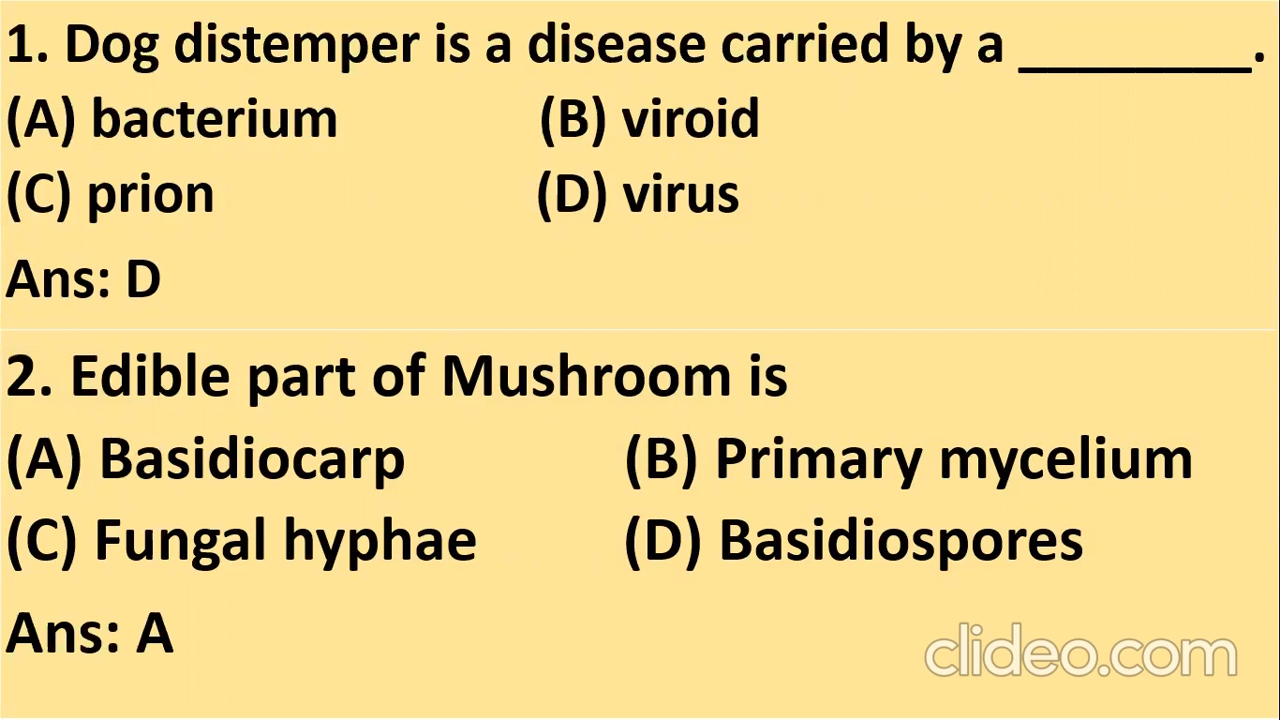 1. Dog distemper is a disease carried by a ________.
(A) bacterium (B) viroid
(C) prion (D) virus
Ans: D
2. Edible part of Mushroom is
(A) Basidiocarp (B) Primary mycelium
(C) Fungal hyphae (D) Basidiospores
Ans: A
clideo.com